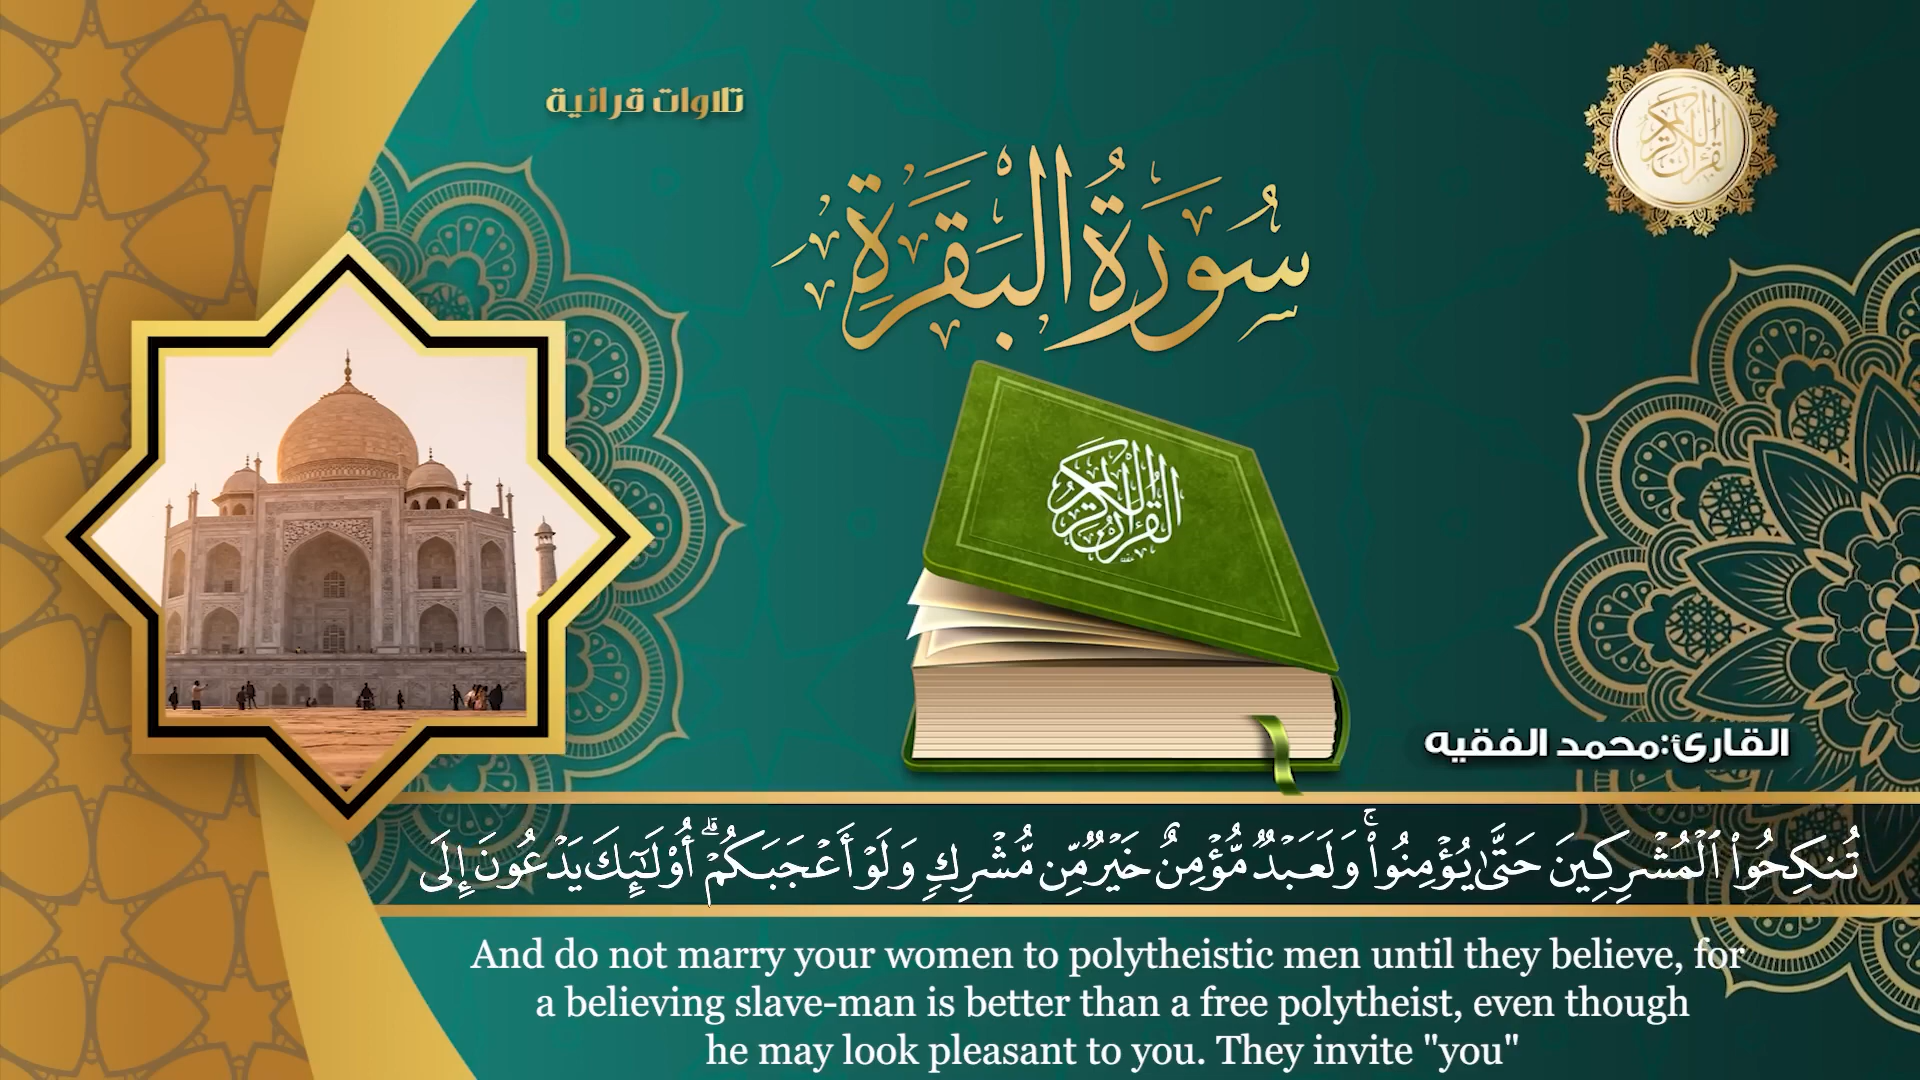 تلاوات قرانية
القرآن الكريم
سُورَةُ البَقَرَةِ
القرآن الكريم
القارئ:محمد الفقيه
تُنكِحُوا۟ ٱلْمُشْرِكِينَ حَتَّىٰ يُؤْمِنُوا۟ ۚ وَلَعَبْدٌ مُّؤْمِنٌ خَيْرٌ مِّن مُّشْرِكٍ وَلَوْ أَعْجَبَكُمْ ۗ أُو۟لَٰٓئِكَ يَدْعُونَ إِلَى
And do not marry your women to polytheistic men until they believe, for
a believing slave-man is better than a free polytheist, even though
he may look pleasant to you. They invite "you"